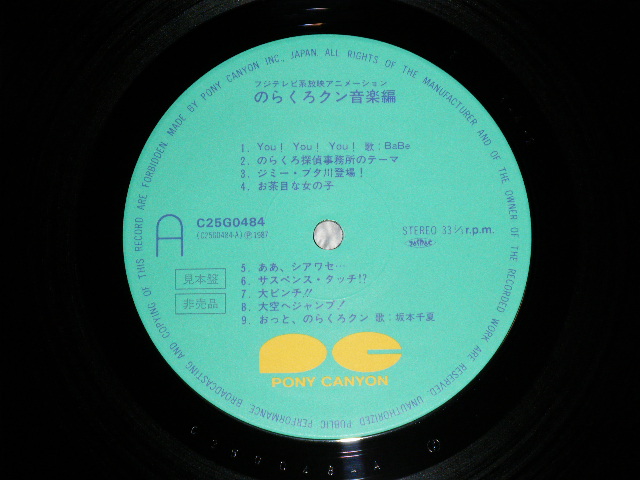 MADE BY PONY CANYON INC., JAPAN ALL RIGHTS OF THE MANUFACTURER AND OF THE OWNER OF THE RECORDED WORK ARE RESERVED. UNAUTHORIZED PUBLIC PERFORMANCE BROADCASTING AND COPYING OF THIS RECORD ARE FORBIDDEN.
フジテレビ系放映アニメーション
のらくろクン音楽編
1. You! You! You! 歌:BaBe
2. のらくろ探偵事務所のテーマ
3. ジミー・ブタ川登場!
4. お茶目な女の子
A
C25G0484
(C25G0484-A) Ⓟ 1987
STEREO 33 1/3 r.p.m.
見本盤
非売品
5. ああ、シアワセ…
6. サスペンス・タッチ!?
7. 大ピンチ!!
8. 大空へジャンプ!
9. おっと、のらくろクン 歌:坂本千夏
PONY CANYON